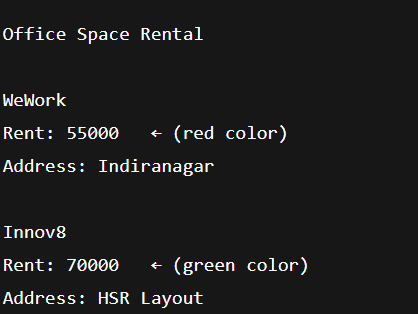 Office Space Rental
WeWork
Rent: 55000 ← (red color)
Address: Indiranagar
Innov8
Rent: 70000 ← (green color)
Address: HSR Layout